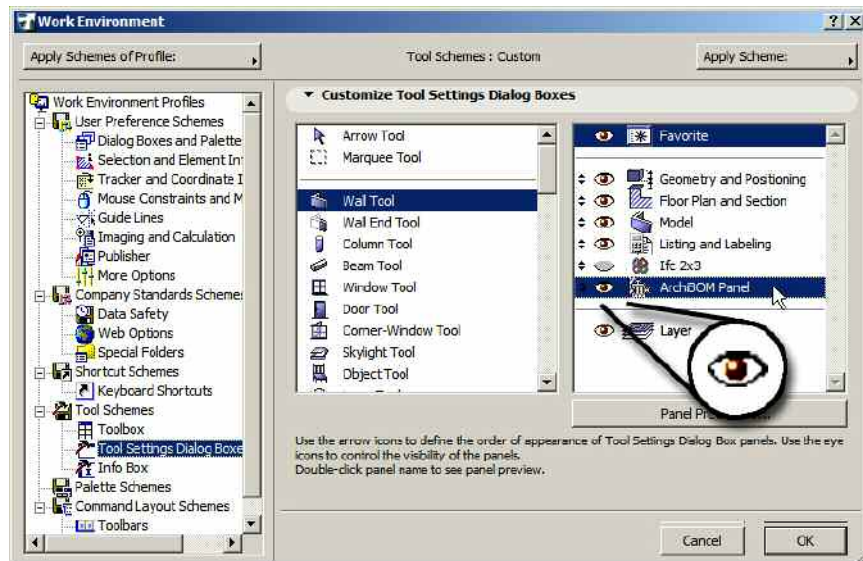 Work Environment
Apply Schemes of Profile:
Tool Schemes : Custom
Apply Scheme:
Work Environment Profiles
User Preference Schemes
Dialog Boxes and Palette
Selection and Element In
Tracker and Coordinate I
Mouse Constraints and M
Guide Lines
Imaging and Calculation
Publisher
More Options
Company Standards Scheme
Data Safety
Web Options
Special Folders
Shortcut Schemes
Keyboard Shortcuts
Tool Schemes
Toolbox
Tool Settings Dialog Boxe
Info Box
Palette Schemes
Command Layout Schemes
Toolbars
Customize Tool Settings Dialog Boxes
Arrow Tool
Marquee Tool
Wall Tool
Wall End Tool
Column Tool
Beam Tool
Window Tool
Door Tool
Corner-Window Tool
Skylight Tool
Object Tool
Favorite
Geometry and Positioning
Floor Plan and Section
Model
Listing and Labeling
Ifc 2x3
ArchiBOM Panel
Layer
Panel
Use the arrow icons to define the order of appearance of Tool Settings Dialog Box panels. Use the eye
icons to control the visibility of the panels.
Double-click panel name to see panel preview.
Cancel
OK